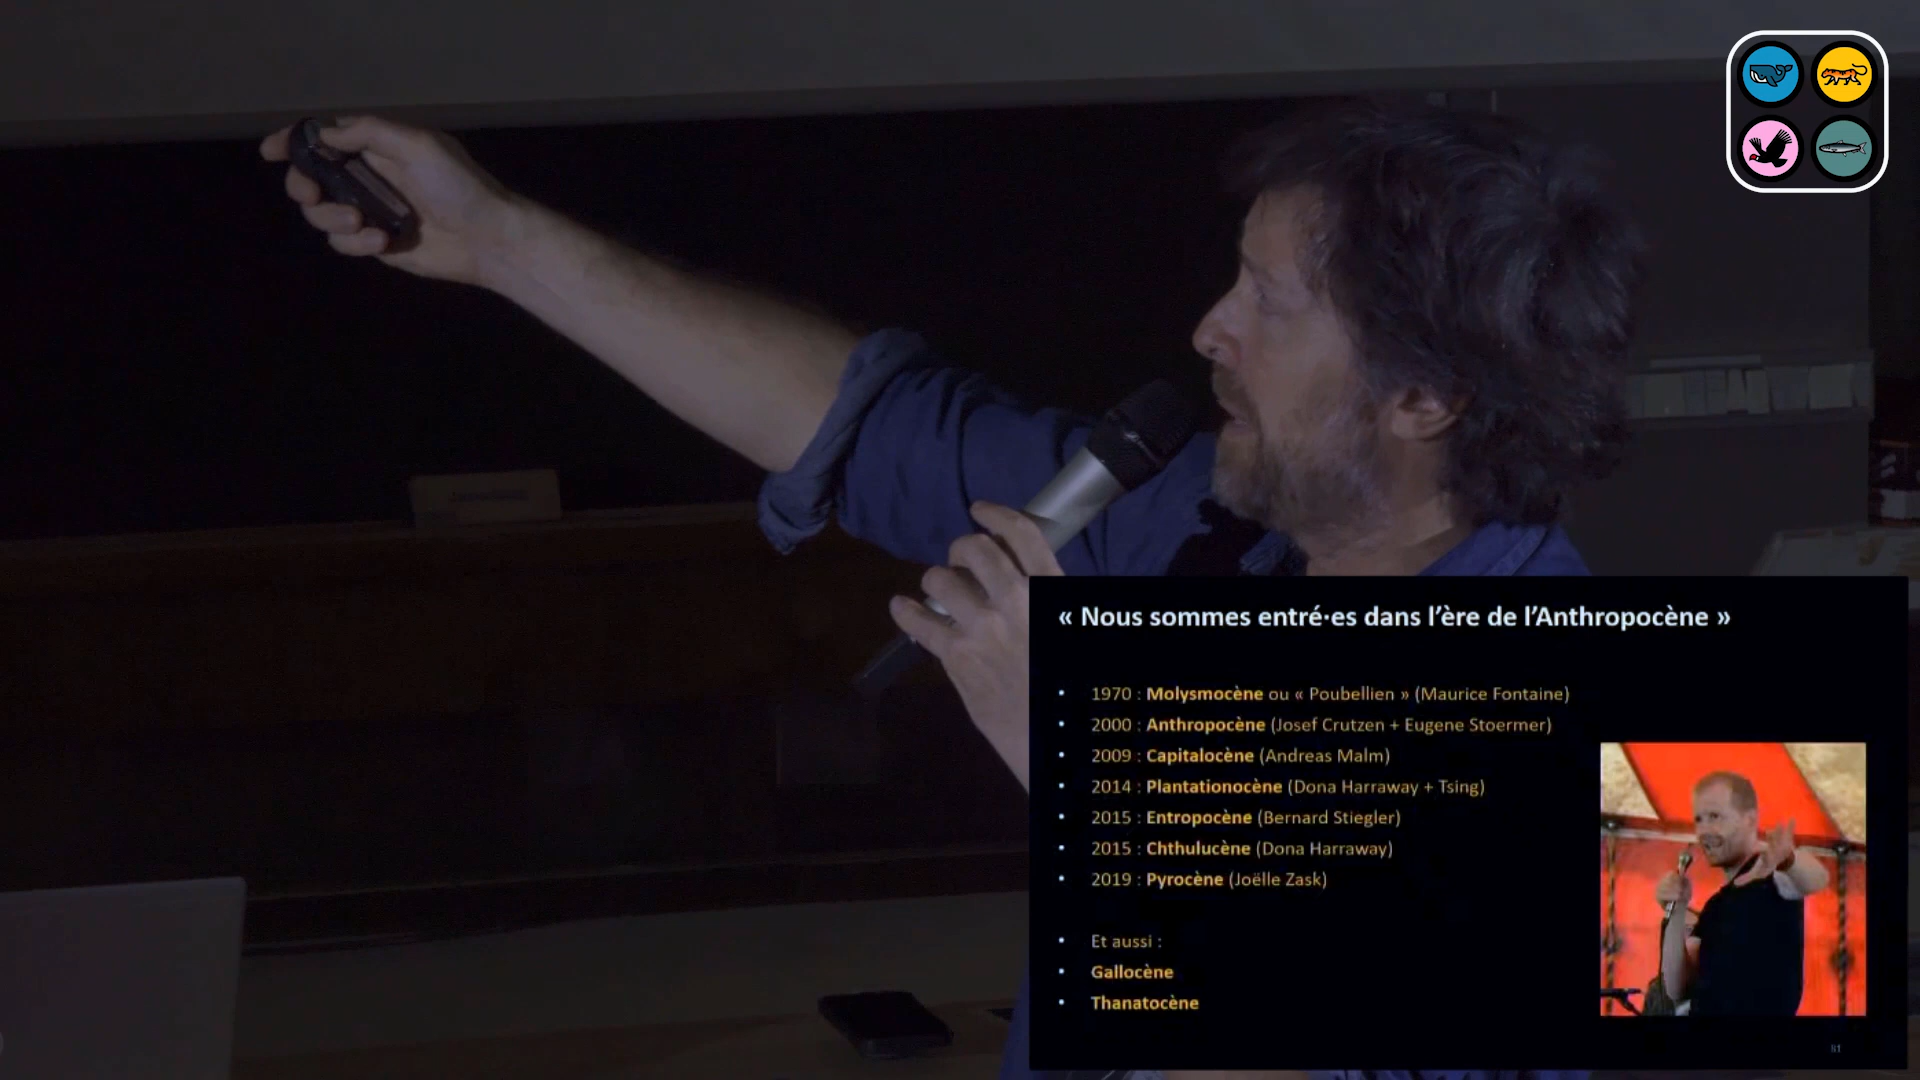 « Nous sommes entré·es dans l’ère de l’Anthropocène »
• 1970 : Molysmocène ou « Poubellien » (Maurice Fontaine)
• 2000 : Anthropocène (Josef Crutzen + Eugene Stoermer)
• 2009 : Capitalocène (Andreas Malm)
• 2014 : Plantationocène (Dona Harraway + Tsing)
• 2015 : Entropocène (Bernard Stiegler)
• 2015 : Chthulucène (Dona Harraway)
• 2019 : Pyrocène (Joëlle Zask)
• Et aussi :
• Gallocène
• Thanatocène